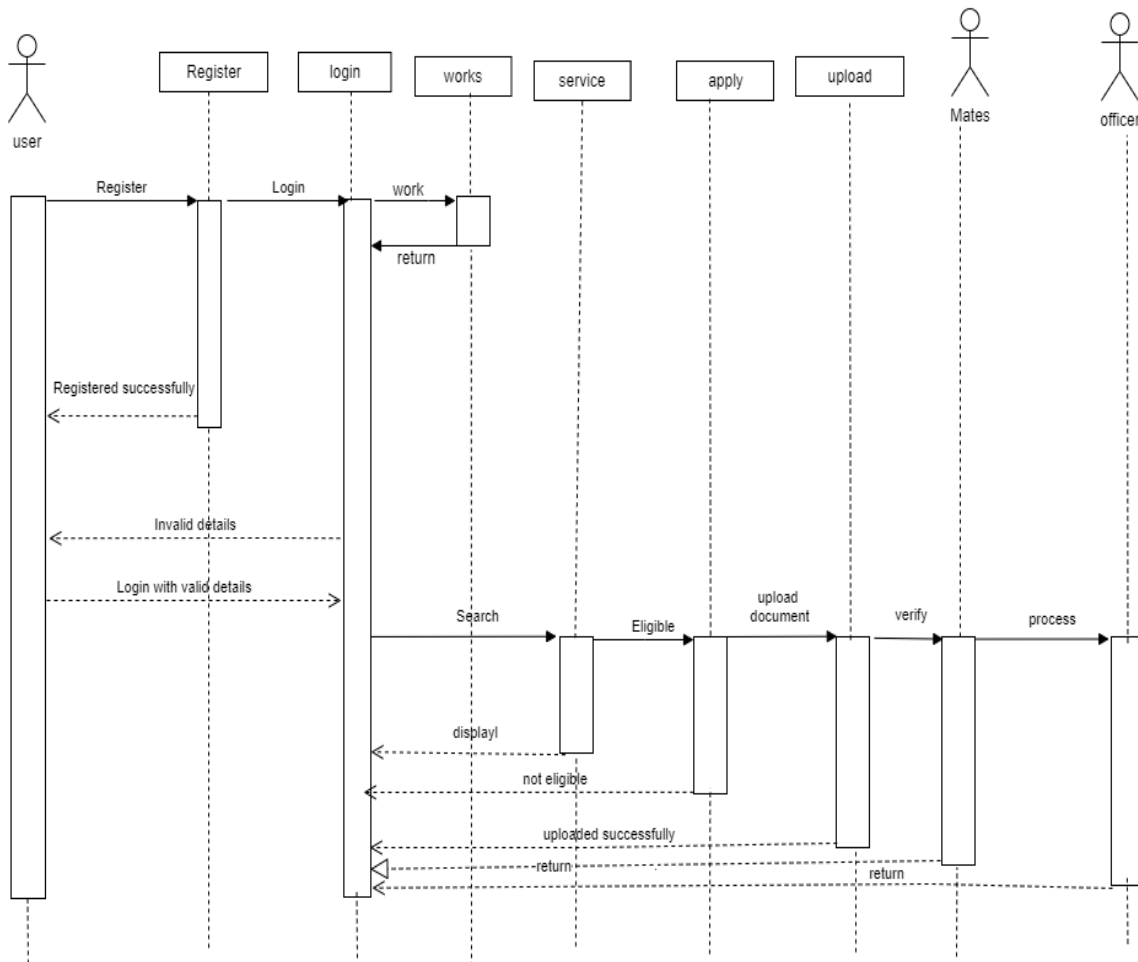 Register
login
works
service
apply
upload
Mates
officer
user
Register
Login
work
return
Registered successfully
Invalid details
Login with valid details
Search
Eligible
upload
document
verify
process
displayl
not eligible
uploaded successfully
return
return